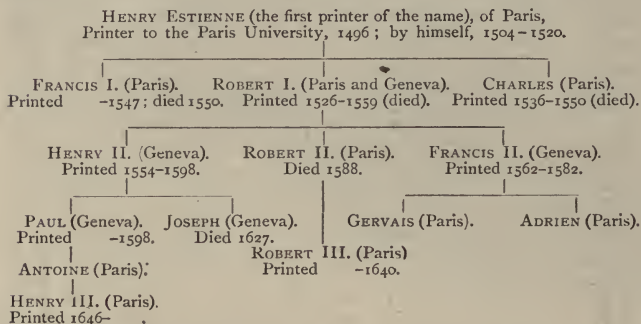 HENRY ESTIENNE (the first printer of the name), of Paris,
Printer to the Paris University, 1496 ; by himself, 1504–1520.
FRANCIS I. (Paris). ROBERT I. (Paris and Geneva). CHARLES (Paris).
Printed –1547 ; died 1550. Printed 1526–1559 (died). Printed 1536–1550 (died).
HENRY II. (Geneva). ROBERT II. (Paris). FRANCIS II. (Geneva).
Printed 1554–1598. Died 1588. Printed 1562–1582.
PAUL (Geneva). JOSEPH (Geneva). GERVAIS (Paris). ADRIEN (Paris).
Printed –1598. Died 1627.
ROBERT III. (Paris)
Printed –1640.
ANTOINE (Paris).
HENRY III. (Paris).
Printed 1646– .